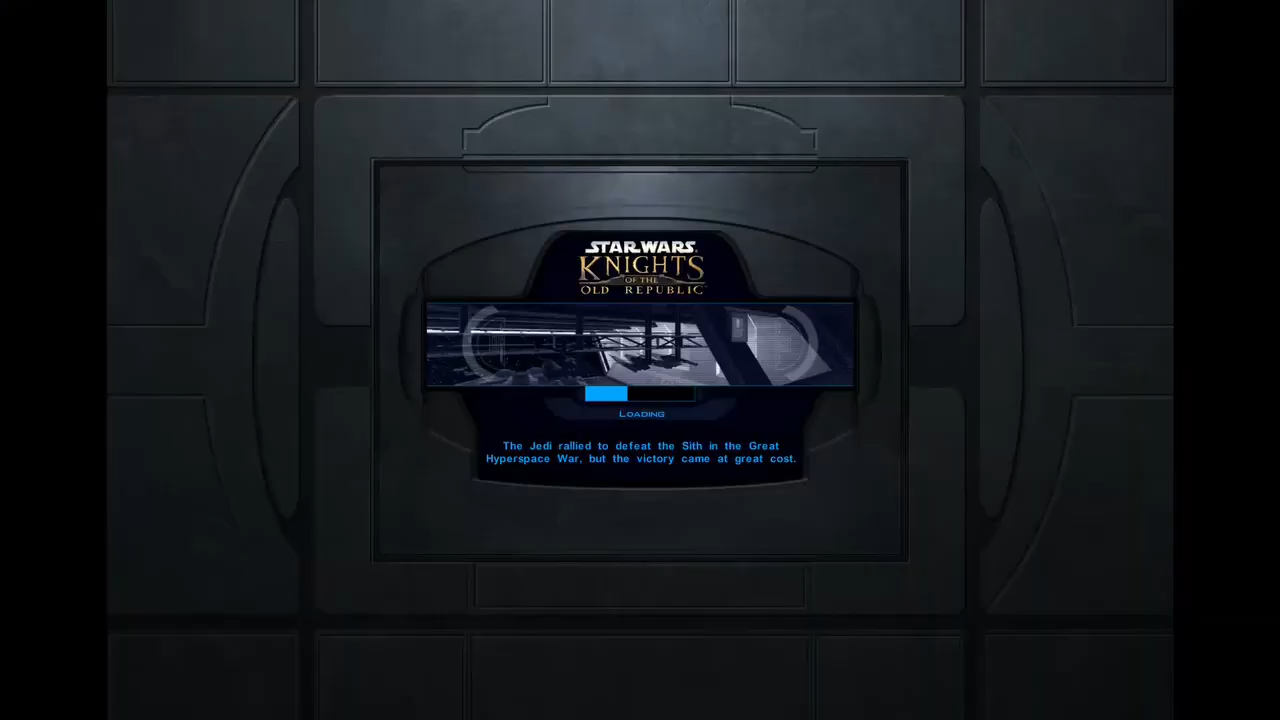 STAR WARS
KNIGHTS
OF THE
OLD REPUBLIC
LOADING
The Jedi rallied to defeat the Sith in the Great
Hyperspace War, but the victory came at great cost.